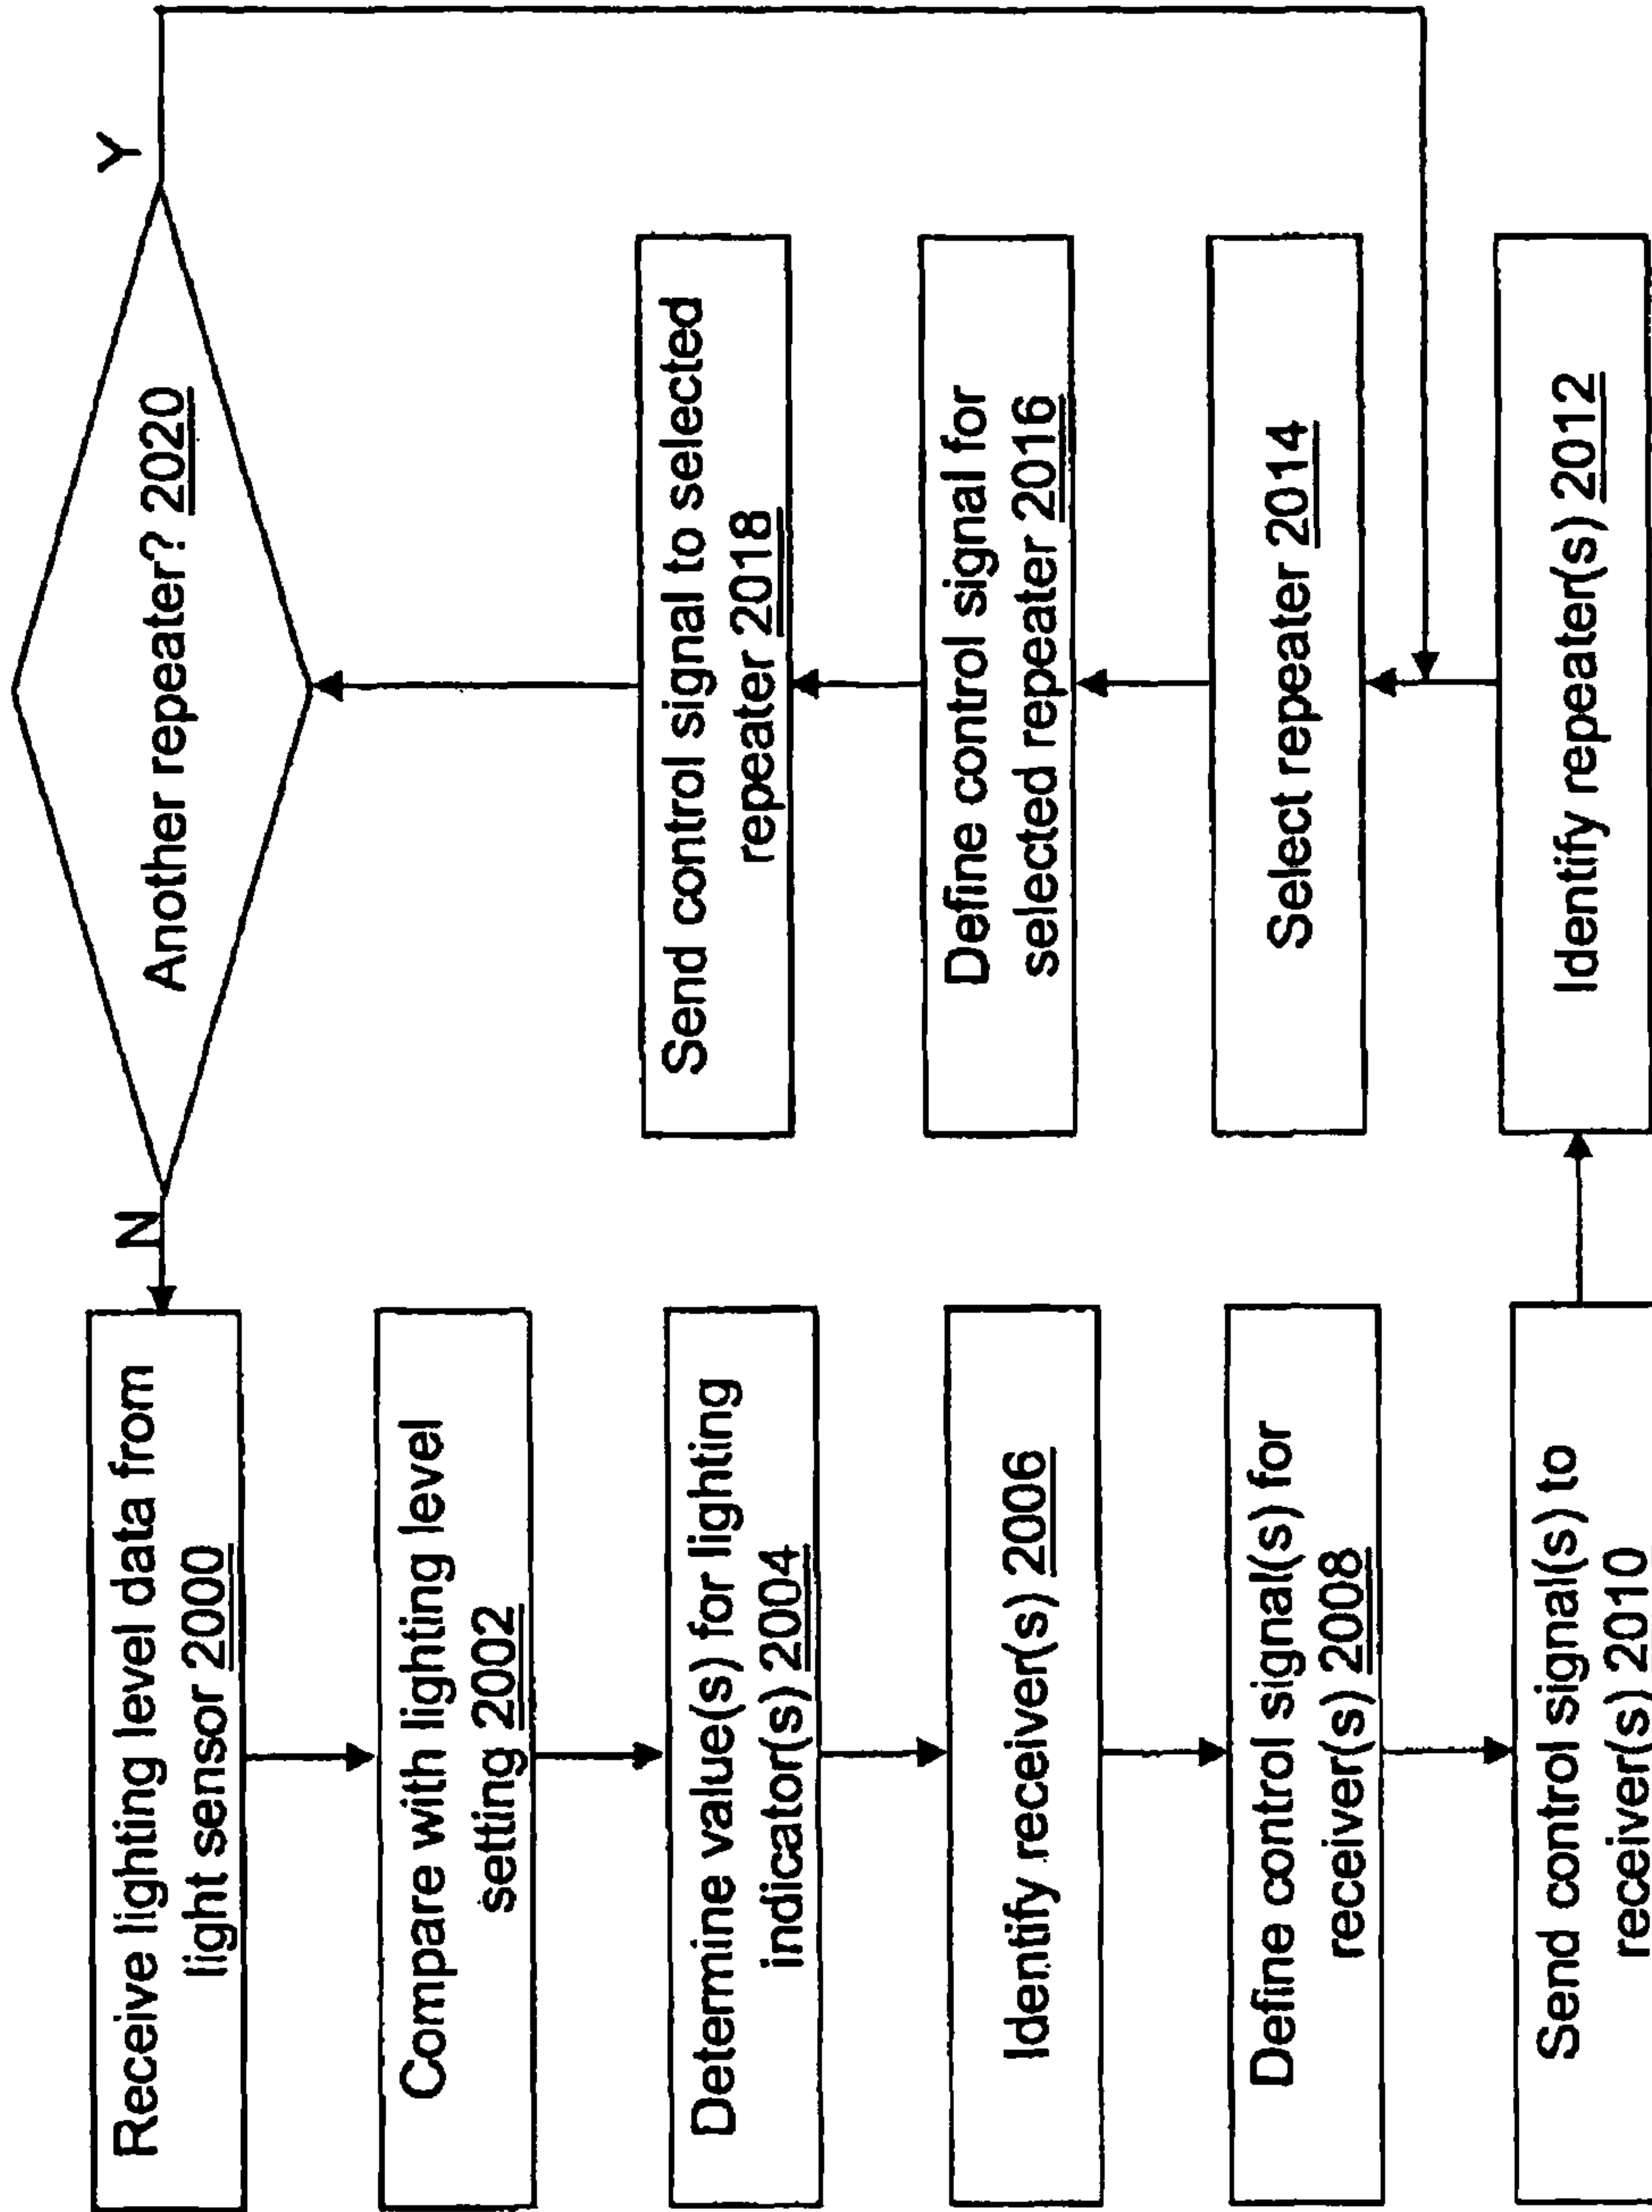 Receive lighting level data from
light sensor 2000
Compare with lighting level
setting 2002
Determine value(s) for lighting
indicator(s) 2004
Identify receiver(s) 2006
Define control signal(s) for
receiver(s) 2008
Send control signal(s) to
receiver(s) 2010
Identify repeater(s) 2012
Select repeater 2014
Define control signal for
selected repeater 2016
Send control signal to selected
repeater 2018
Another repeater? 2020
N
Y